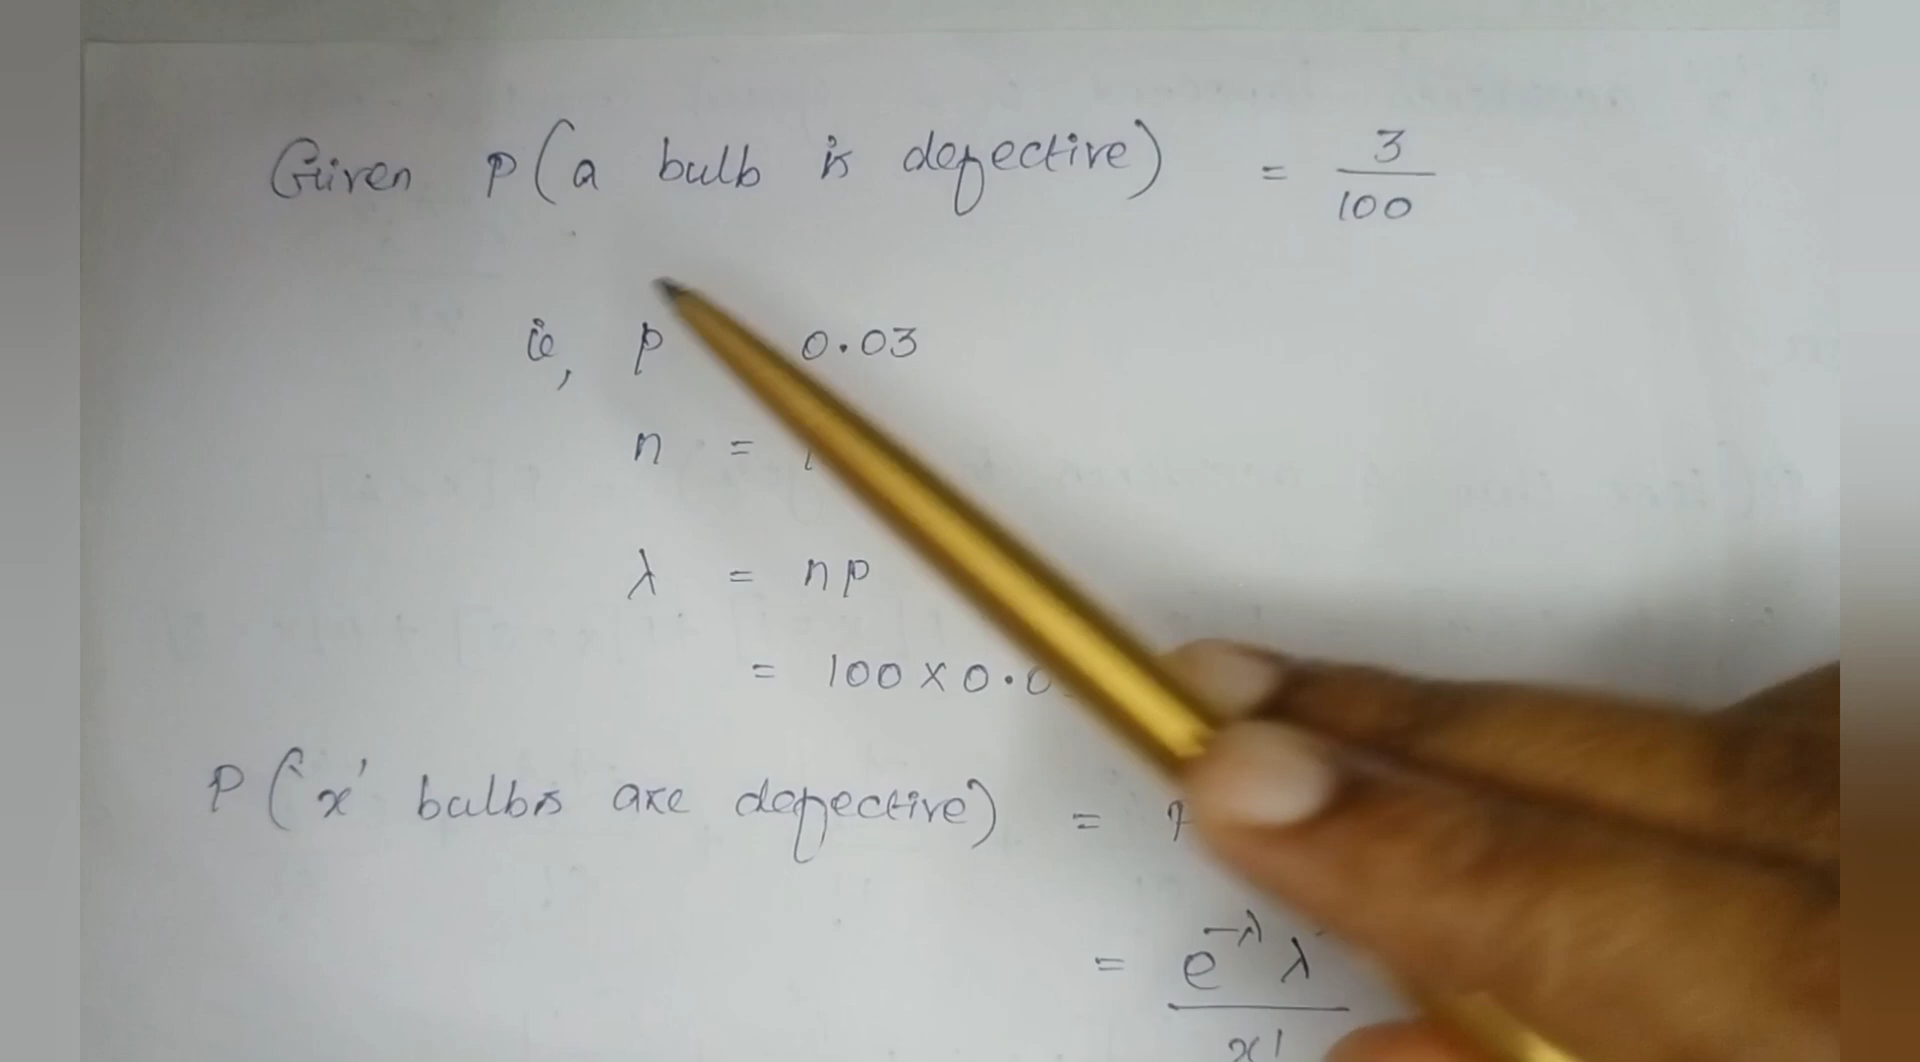 Given P(a bulb is defective) = 3/100
ie, p 0.03
n =
λ = np
= 100 × 0.0
P('x' bulbs are defective) =
= e^-λ λ / x!